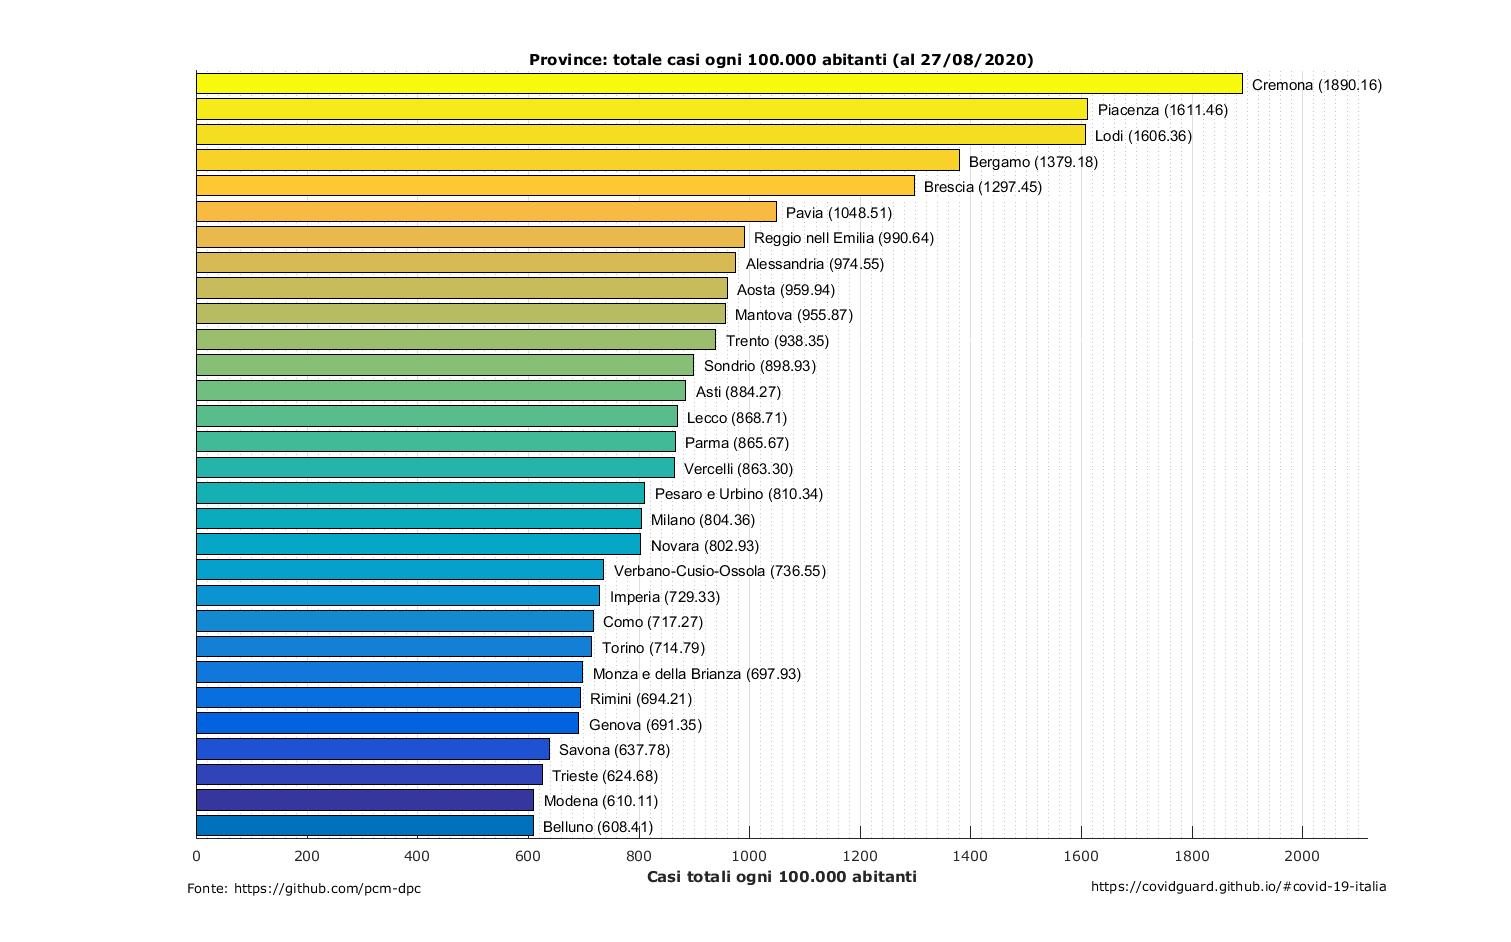 Province: totale casi ogni 100.000 abitanti (al 27/08/2020)
Cremona (1890.16)
Piacenza (1611.46)
Lodi (1606.36)
Bergamo (1379.18)
Brescia (1297.45)
Pavia (1048.51)
Reggio nell Emilia (990.64)
Alessandria (974.55)
Aosta (959.94)
Mantova (955.87)
Trento (938.35)
Sondrio (898.93)
Asti (884.27)
Lecco (868.71)
Parma (865.67)
Vercelli (863.30)
Pesaro e Urbino (810.34)
Milano (804.36)
Novara (802.93)
Verbano-Cusio-Ossola (736.55)
Imperia (729.33)
Como (717.27)
Torino (714.79)
Monza e della Brianza (697.93)
Rimini (694.21)
Genova (691.35)
Savona (637.78)
Trieste (624.68)
Modena (610.11)
Belluno (608.41)
0 200 400 600 800 1000 1200 1400 1600 1800 2000
Casi totali ogni 100.000 abitanti
Fonte: https://github.com/pcm-dpc
https://covidguard.github.io/#covid-19-italia